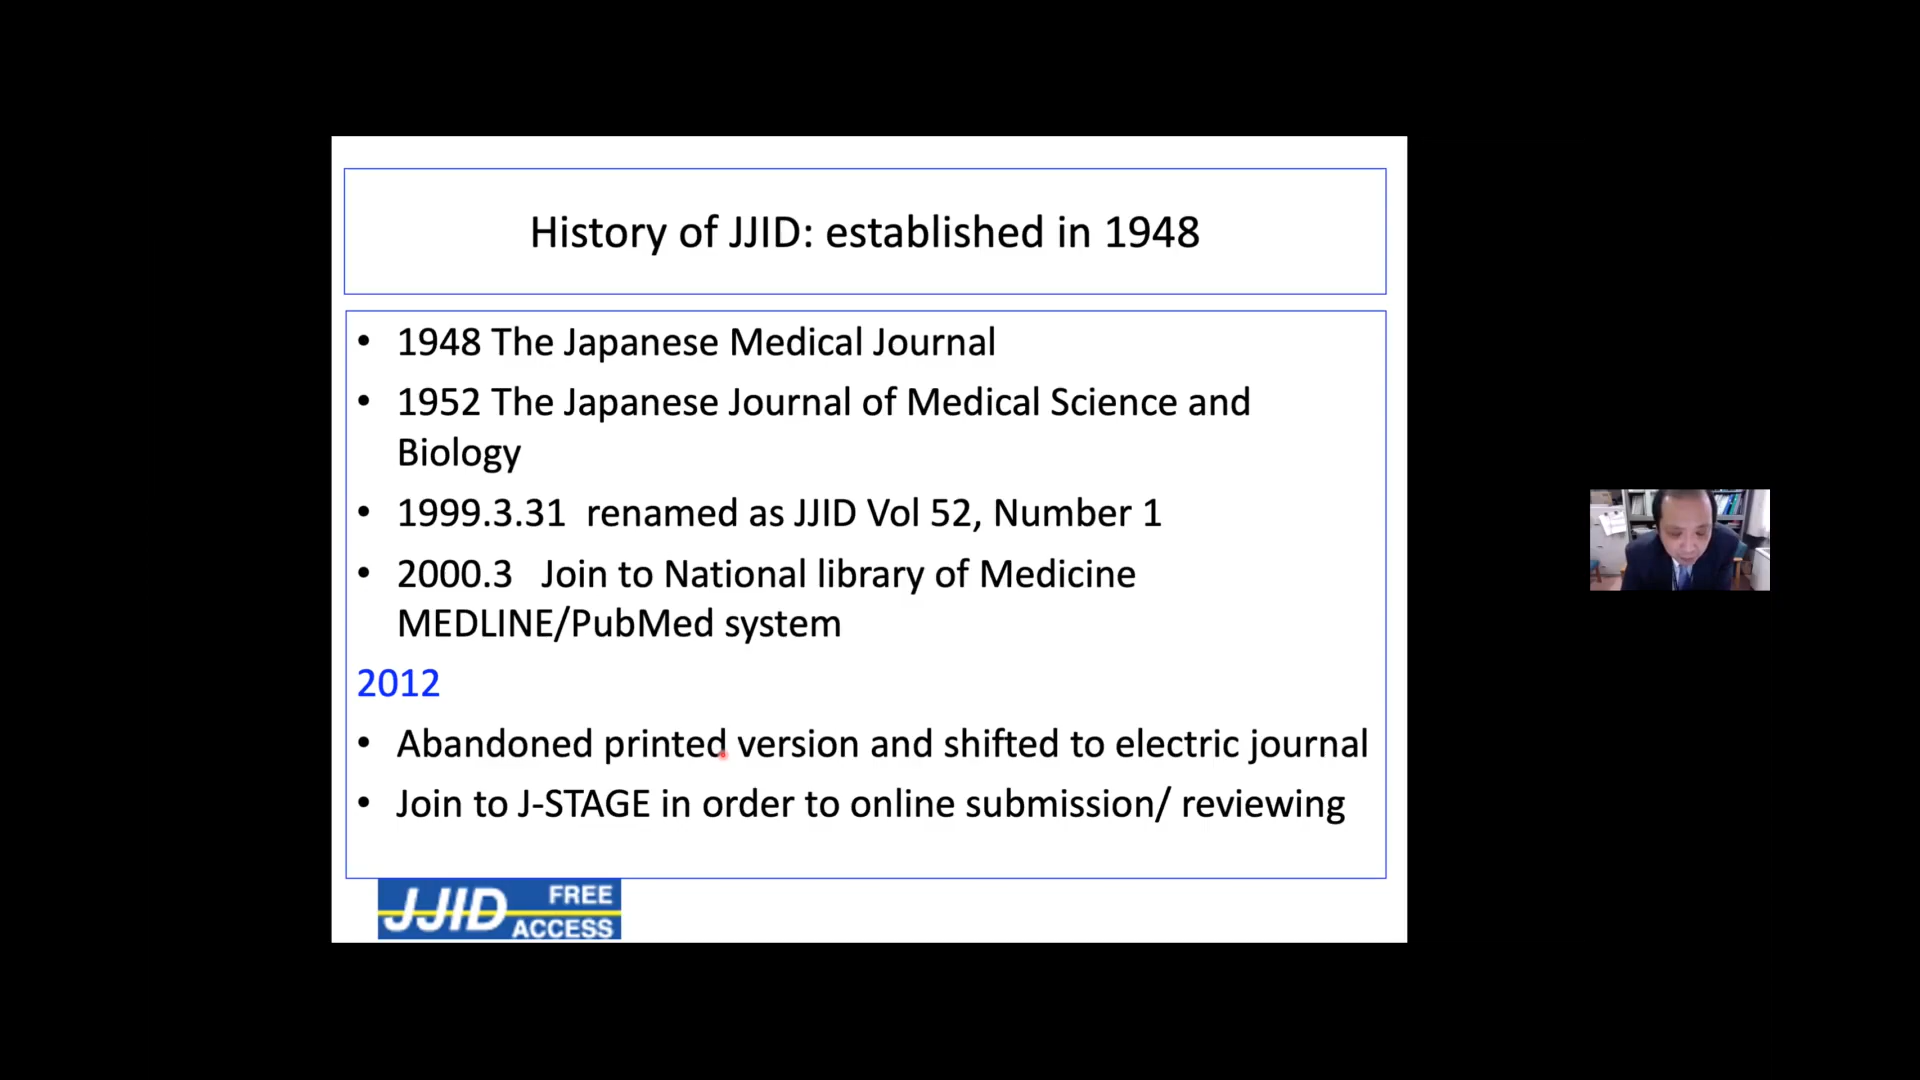 History of JJID: established in 1948
• 1948 The Japanese Medical Journal
• 1952 The Japanese Journal of Medical Science and
Biology
• 1999.3.31 renamed as JJID Vol 52, Number 1
• 2000.3 Join to National library of Medicine
MEDLINE/PubMed system
2012
• Abandoned printed version and shifted to electric journal
• Join to J-STAGE in order to online submission/ reviewing
JJID FREE
ACCESS